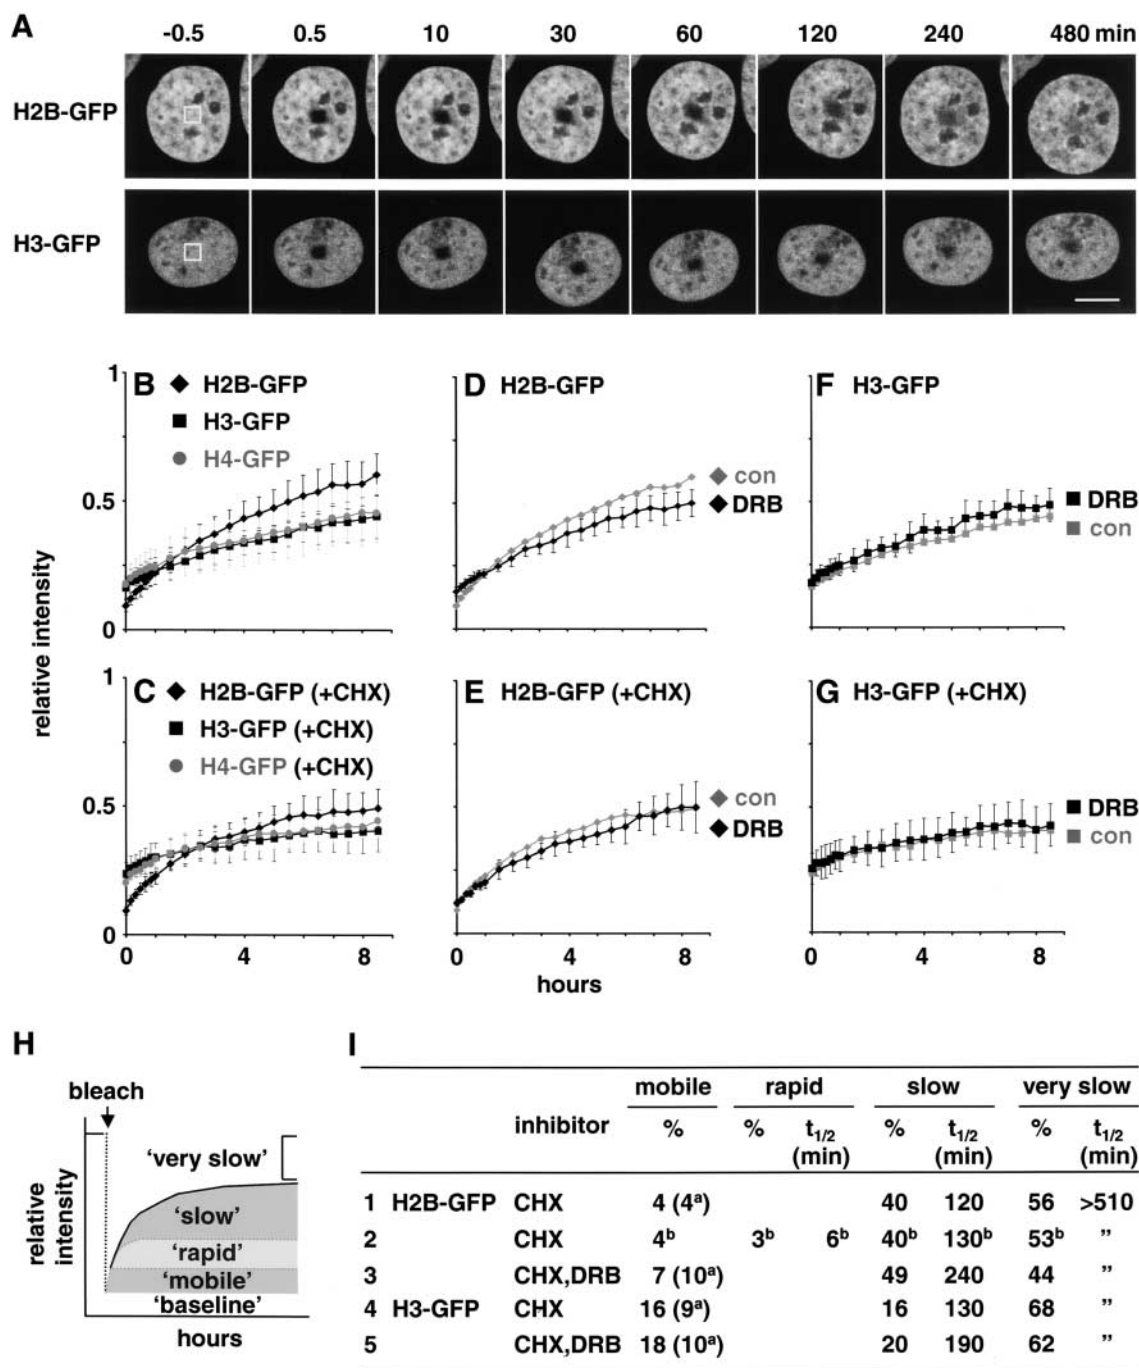 A
-0.5 0.5 10 30 60 120 240 480 min
H2B-GFP
H3-GFP
relative intensity
B H2B-GFP
H3-GFP
H4-GFP
1
0.5
0
D H2B-GFP
con
DRB
F H3-GFP
DRB
con
C H2B-GFP (+CHX)
H3-GFP (+CHX)
H4-GFP (+CHX)
1
0.5
0
0 4 8
E H2B-GFP (+CHX)
con
DRB
0 4 8
G H3-GFP (+CHX)
DRB
con
0 4 8
hours
H
bleach
relative
intensity
'very slow'
'slow'
'rapid'
'mobile'
'baseline'
hours
I
mobile rapid slow very slow
inhibitor % % t1/2 % t1/2 % t1/2
(min) (min) (min)
1 H2B-GFP CHX 4 (4a) 40 120 56 >510
2 CHX 4b 3b 6b 40b 130b 53b ”
3 CHX,DRB 7 (10a) 49 240 44 ”
4 H3-GFP CHX 16 (9a) 16 130 68 ”
5 CHX,DRB 18 (10a) 20 190 62 ”